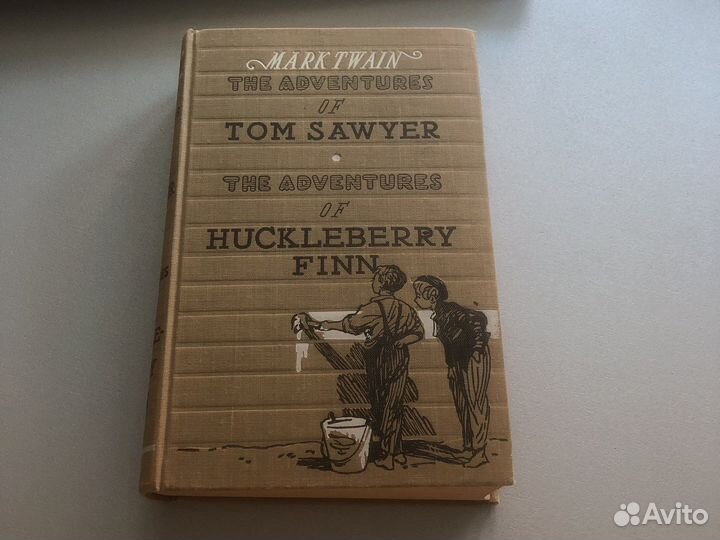 MARK TWAIN
THE ADVENTURES
OF
TOM SAWYER
THE ADVENTURES
OF
HUCKLEBERRY
FINN
Avito